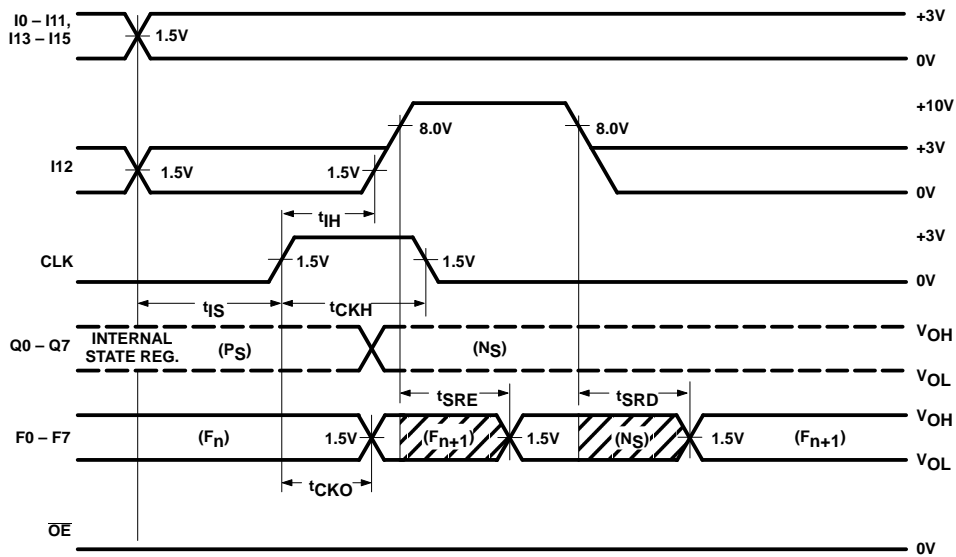 I0 – I11,
I13 – I15
1.5V
+3V
0V
+10V
8.0V
8.0V
+3V
I12
1.5V
1.5V
0V
tIH
+3V
CLK
1.5V
1.5V
0V
tIS
tCKH
Q0 – Q7
INTERNAL
STATE REG.
(PS)
(NS)
VOH
VOL
tSRE
tSRD
F0 – F7
(Fn)
1.5V
(Fn+1)
1.5V
(NS)
1.5V
(Fn+1)
VOH
VOL
tCKO
OE
0V